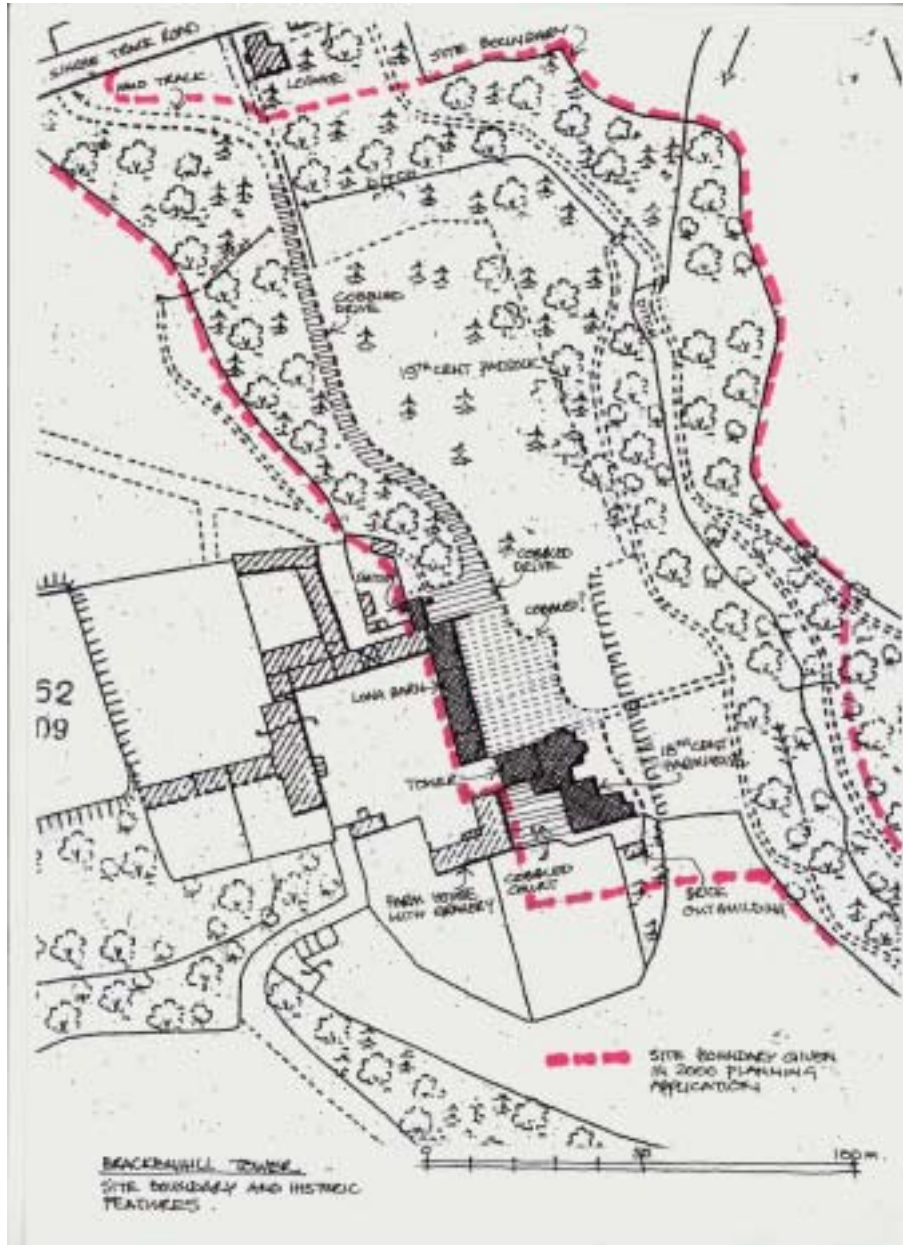 SINGLE TRACK ROAD
TRACK
LODGE
SITE BOUNDARY
DITCH
COBBLED
DRIVE
19TH CENT PADDOCK
COBBLED
DRIVE
COBBLED?
52
09
LONG BARN
TOWER
18TH CENT
FARM HOUSE
WITH GRANARY
COBBLED
COURT
BRICK
OUTBUILDING
SITE BOUNDARY GIVEN
IN 2000 PLANNING
APPLICATION
BRACKENHILL TOWER.
SITE BOUNDARY AND HISTORIC
FEATURES.
0 50 100m.